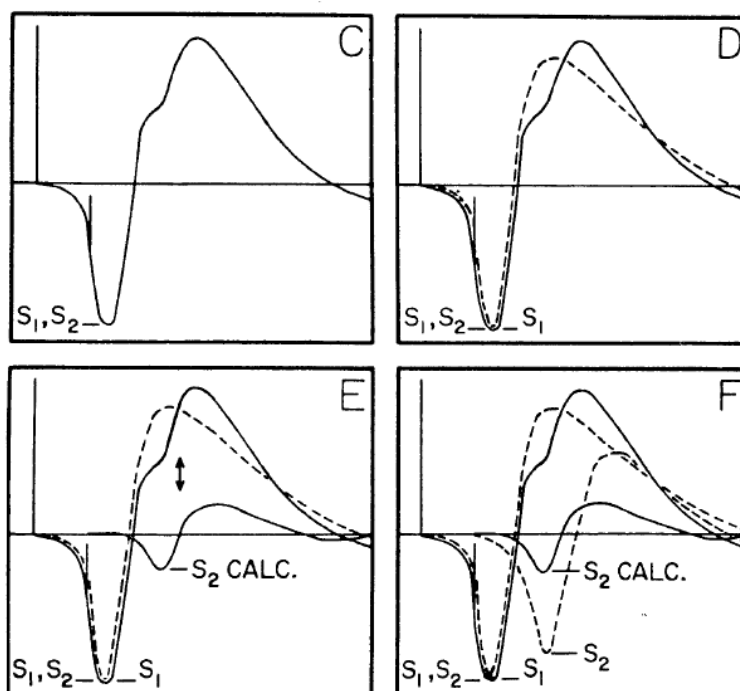 C
D
S₁, S₂
S₁, S₂ S₁
E
F
S₂ CALC.
S₂ CALC.
S₂
S₁, S₂ S₁
S₁, S₂ S₁